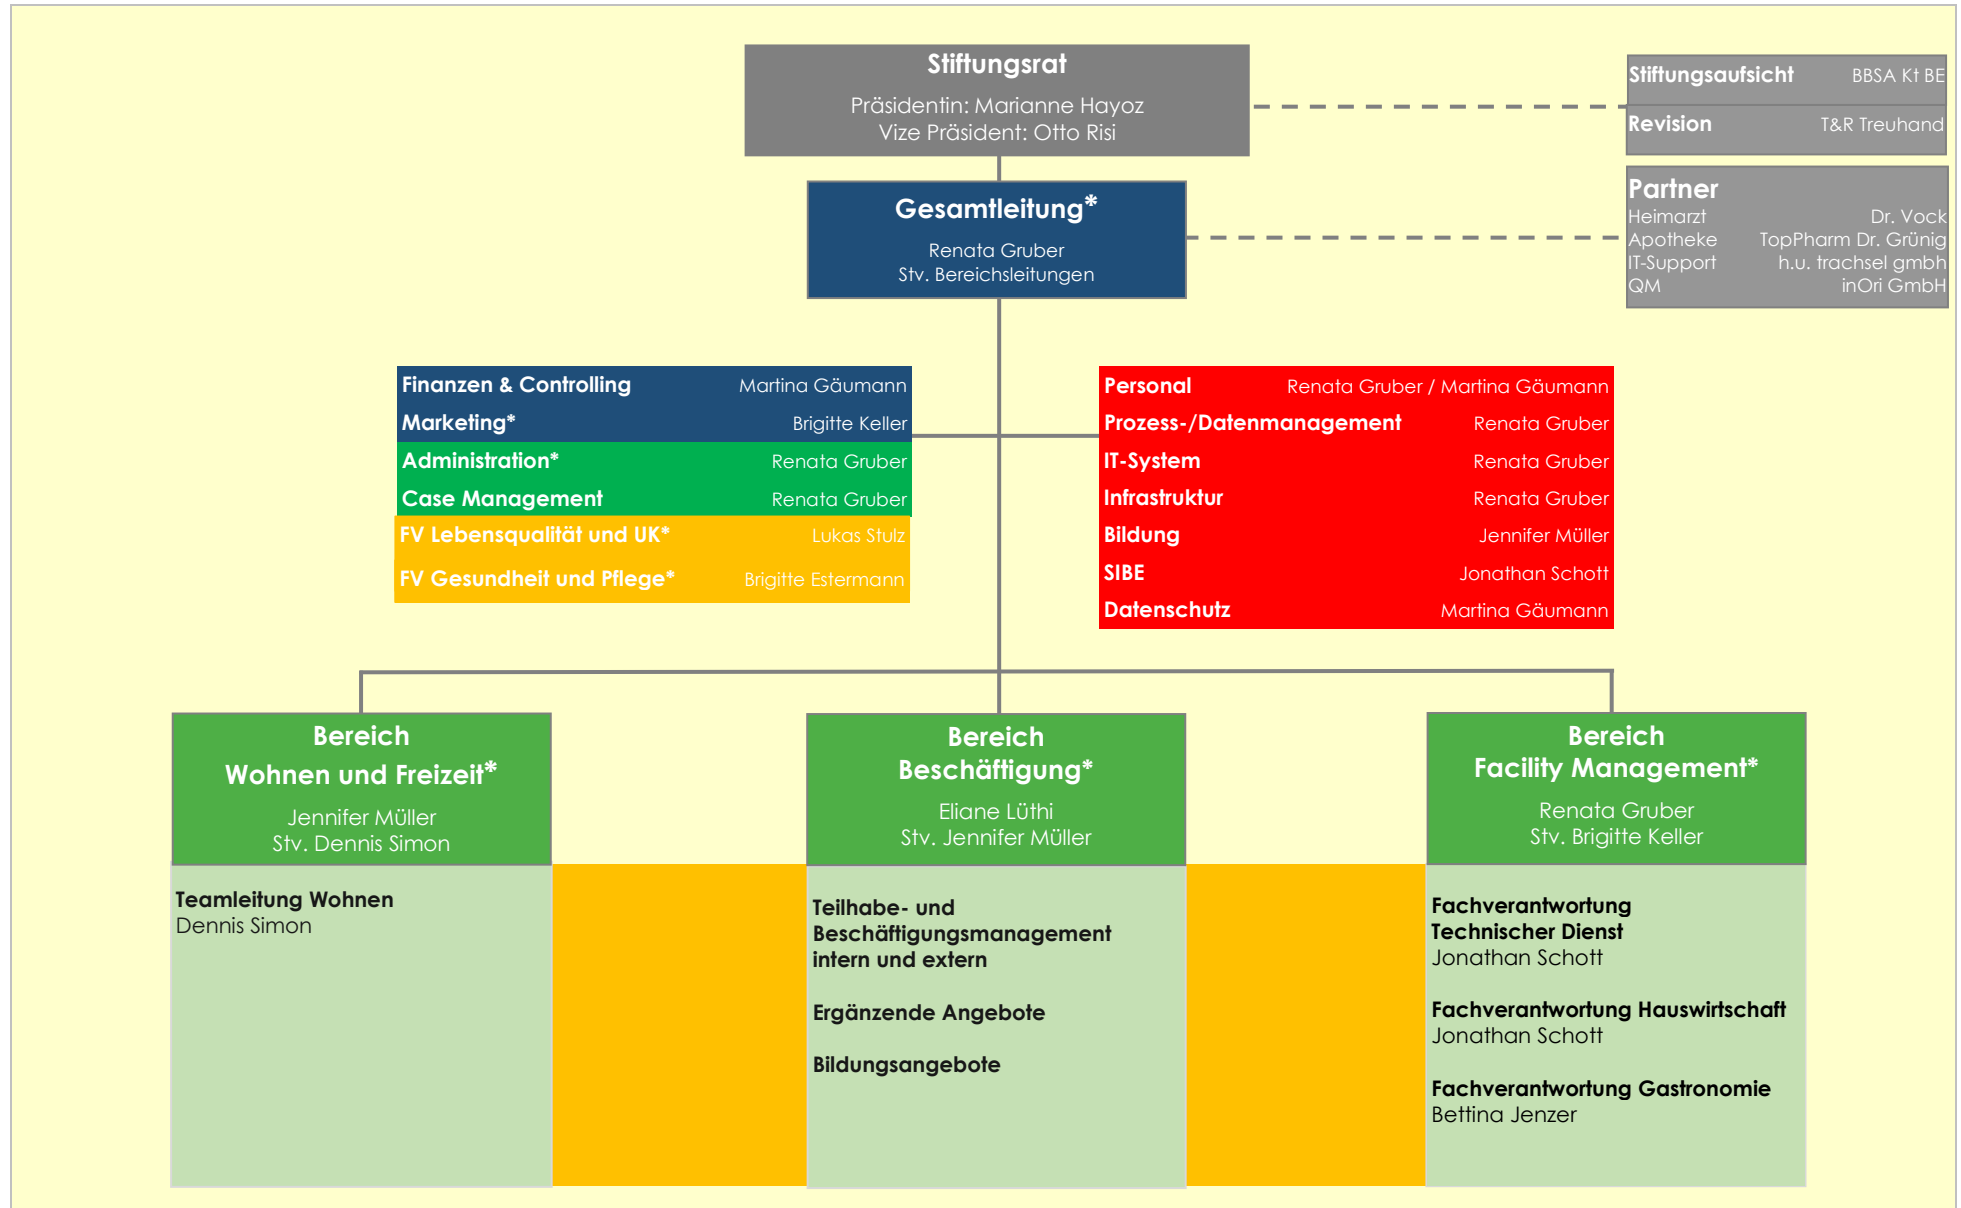 Stiftungsrat
Präsidentin: Marianne Hayoz
Vize Präsident: Otto Risi
Stiftungsaufsicht BBSA Kt BE
Revision T&R Treuhand
Gesamtleitung*
Renata Gruber
Stv. Bereichsleitungen
Partner
Heimarzt Dr. Vock
Apotheke TopPharm Dr. Grünig
IT-Support h.u. trachsel gmbh
QM inOri GmbH
Finanzen & Controlling Martina Gäumann
Marketing* Brigitte Keller
Administration* Renata Gruber
Case Management Renata Gruber
FV Lebensqualität und UK* Lukas Stulz
FV Gesundheit und Pflege* Brigitte Estermann
Personal Renata Gruber / Martina Gäumann
Prozess-/Datenmanagement Renata Gruber
IT-System Renata Gruber
Infrastruktur Renata Gruber
Bildung Jennifer Müller
SIBE Jonathan Schott
Datenschutz Martina Gäumann
Bereich
Wohnen und Freizeit*
Jennifer Müller
Stv. Dennis Simon
Teamleitung Wohnen
Dennis Simon
Bereich
Beschäftigung*
Eliane Lüthi
Stv. Jennifer Müller
Teilhabe- und
Beschäftigungsmanagement
intern und extern
Ergänzende Angebote
Bildungsangebote
Bereich
Facility Management*
Renata Gruber
Stv. Brigitte Keller
Fachverantwortung
Technischer Dienst
Jonathan Schott
Fachverantwortung Hauswirtschaft
Jonathan Schott
Fachverantwortung Gastronomie
Bettina Jenzer